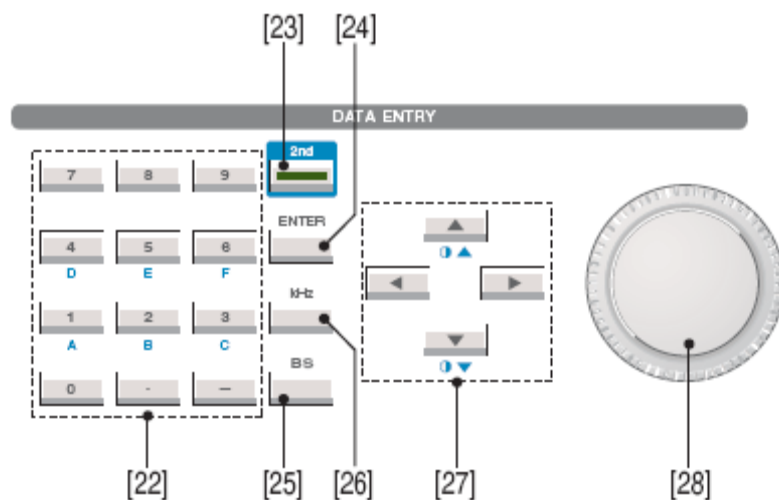 [23] [24]
DATA ENTRY
2nd
7 8 9
ENTER
4 5 6
D E F
kHz
1 2 3
A B C
BS
0 . —
[22] [25] [26] [27] [28]